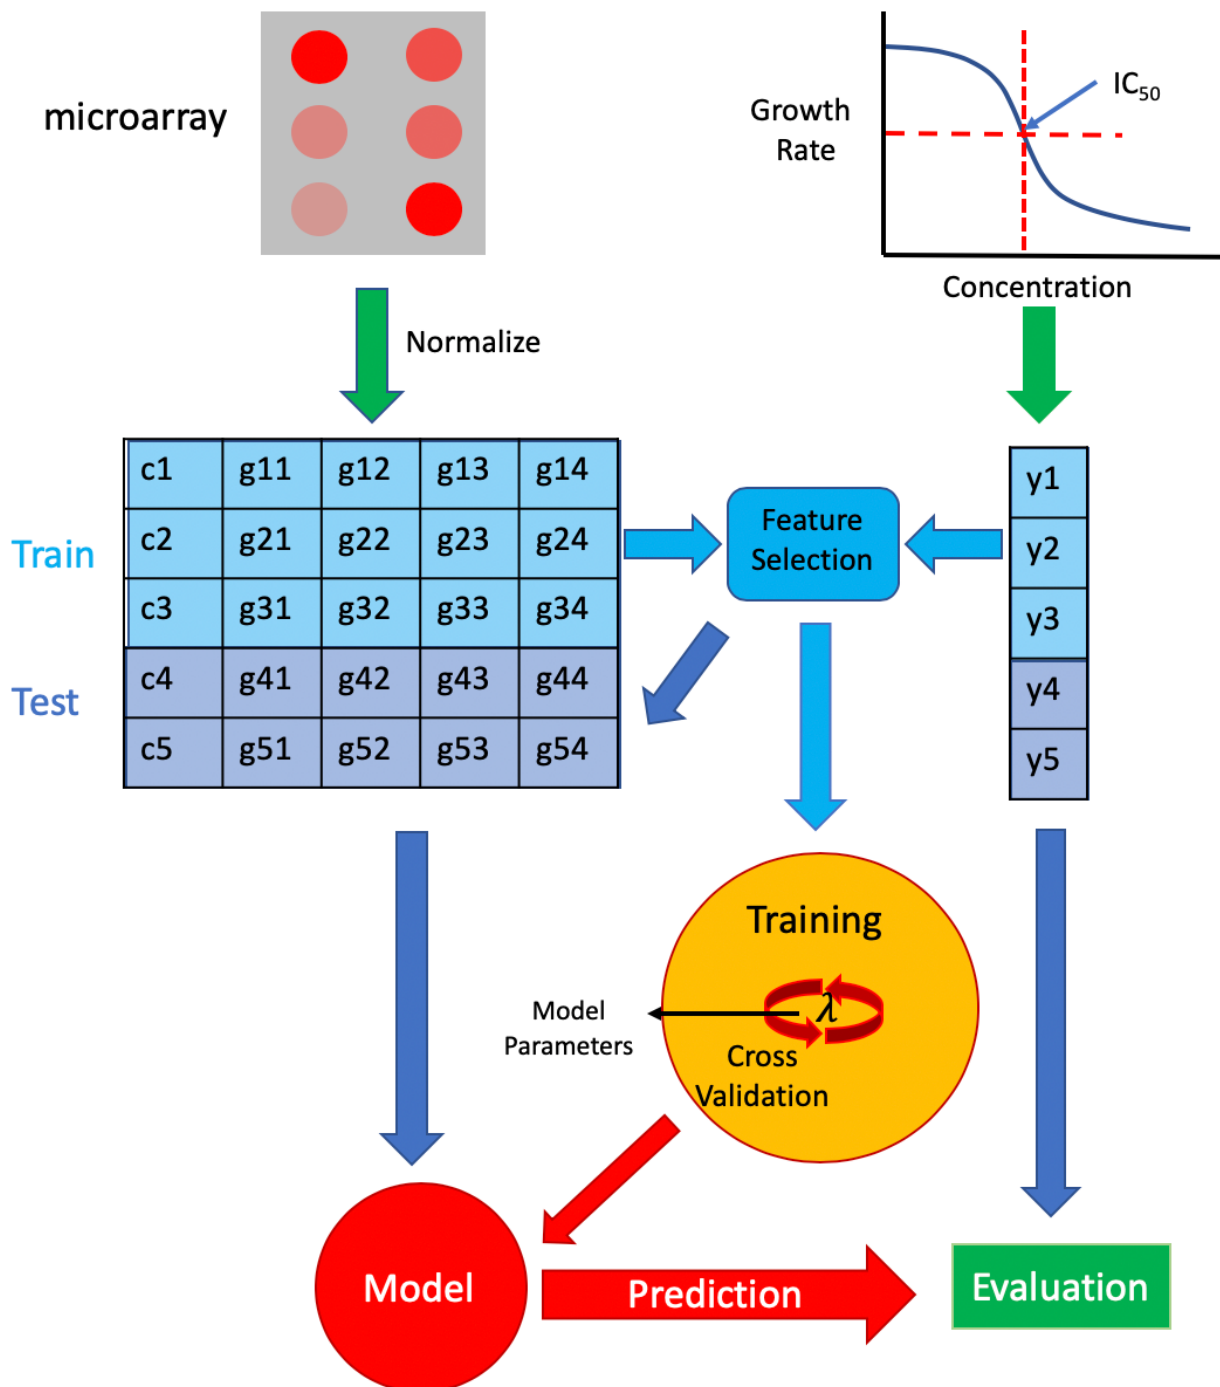 microarray
Growth
Rate
IC50
Concentration
Normalize
c1 g11 g12 g13 g14
c2 g21 g22 g23 g24
c3 g31 g32 g33 g34
c4 g41 g42 g43 g44
c5 g51 g52 g53 g54
Train
Test
Feature
Selection
y1
y2
y3
y4
y5
Training
λ
Model
Parameters
Cross
Validation
Model
Prediction
Evaluation